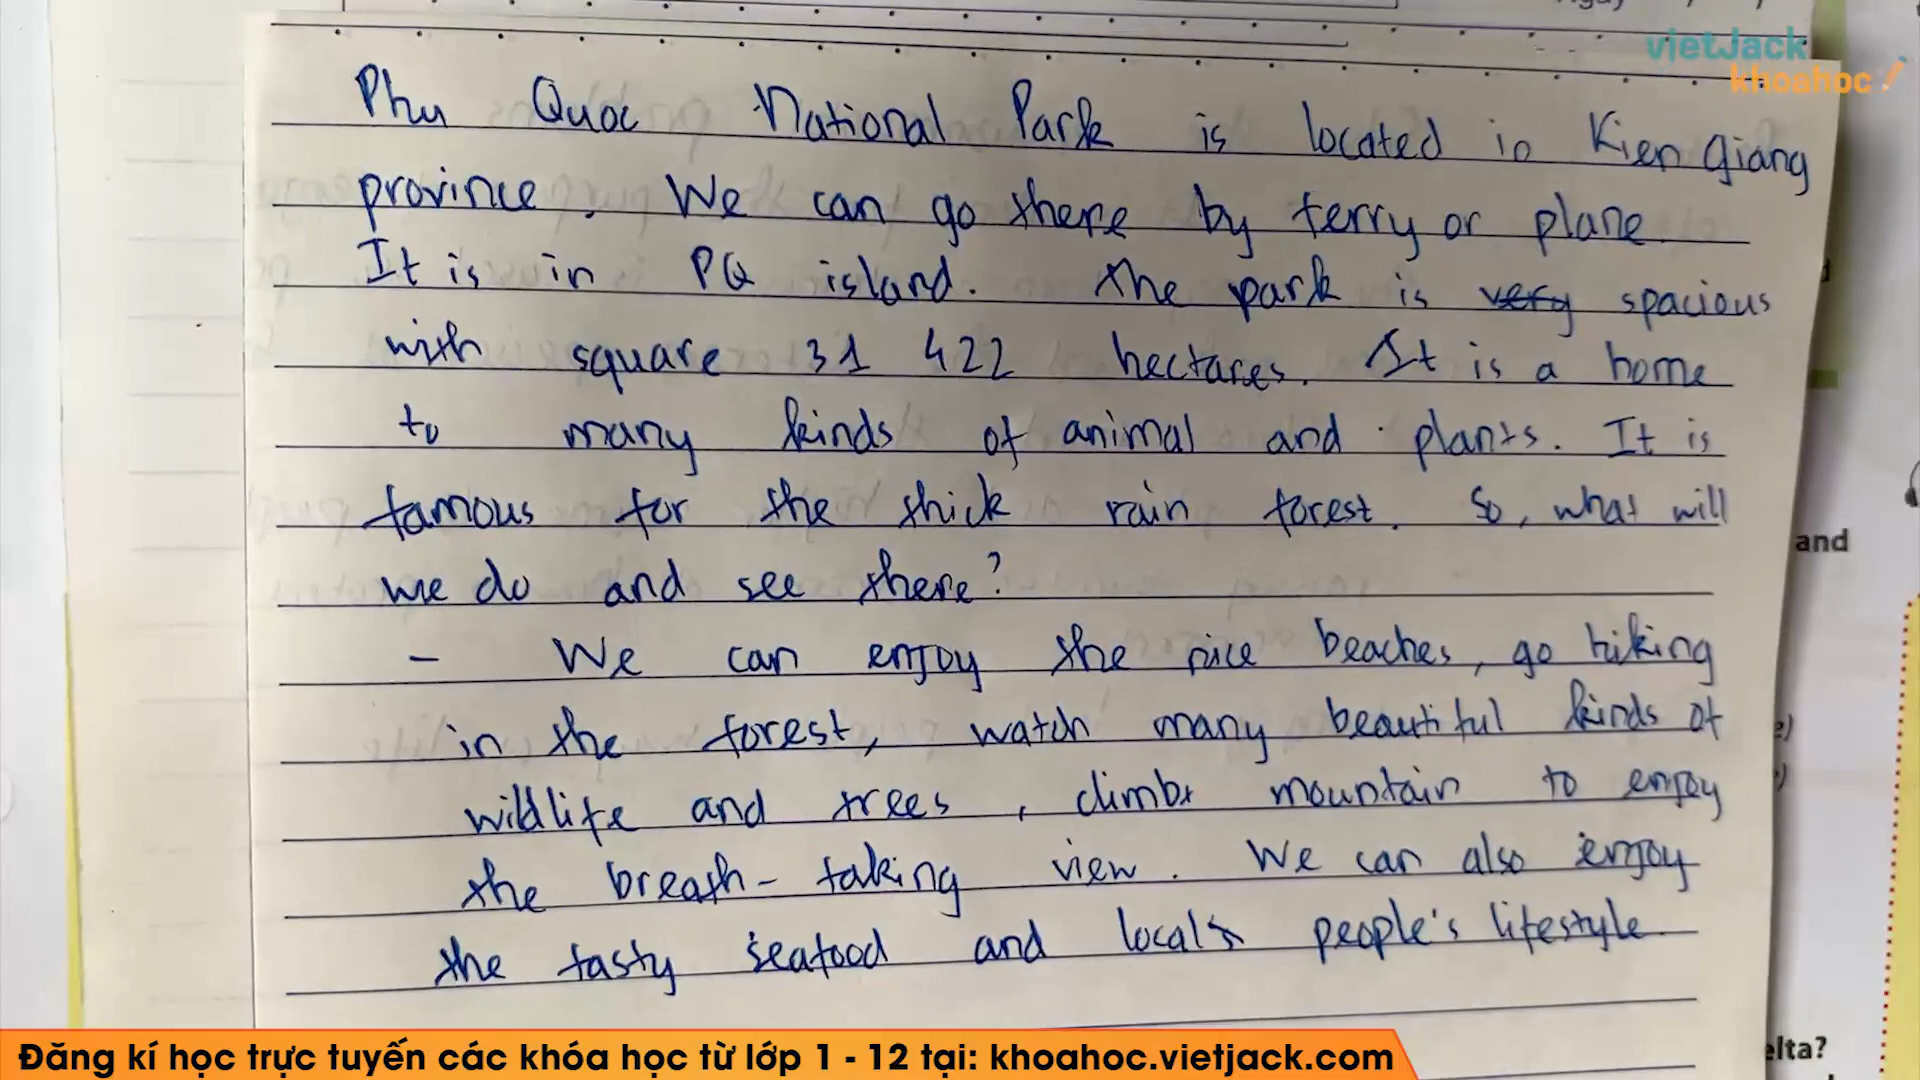 vietJack
khoahoc
Phu Quoc National Park is located in Kien Giang
province. We can go there by ferry or plane.
It is in PQ island. The park is very spacious
with square 31 422 hectares. It is a home
to many kinds of animal and plants. It is
famous for the thick rain forest. So, what will
we do and see there?
- We can enjoy the nice beaches, go hiking
in the forest, watch many beautiful kinds of
wildlife and trees, climb mountain to enjoy
the breath-taking view. We can also enjoy
the tasty seafood and local people's lifestyle.
and
elta?
Đăng kí học trực tuyến các khóa học từ lớp 1 - 12 tại: khoahoc.vietjack.com